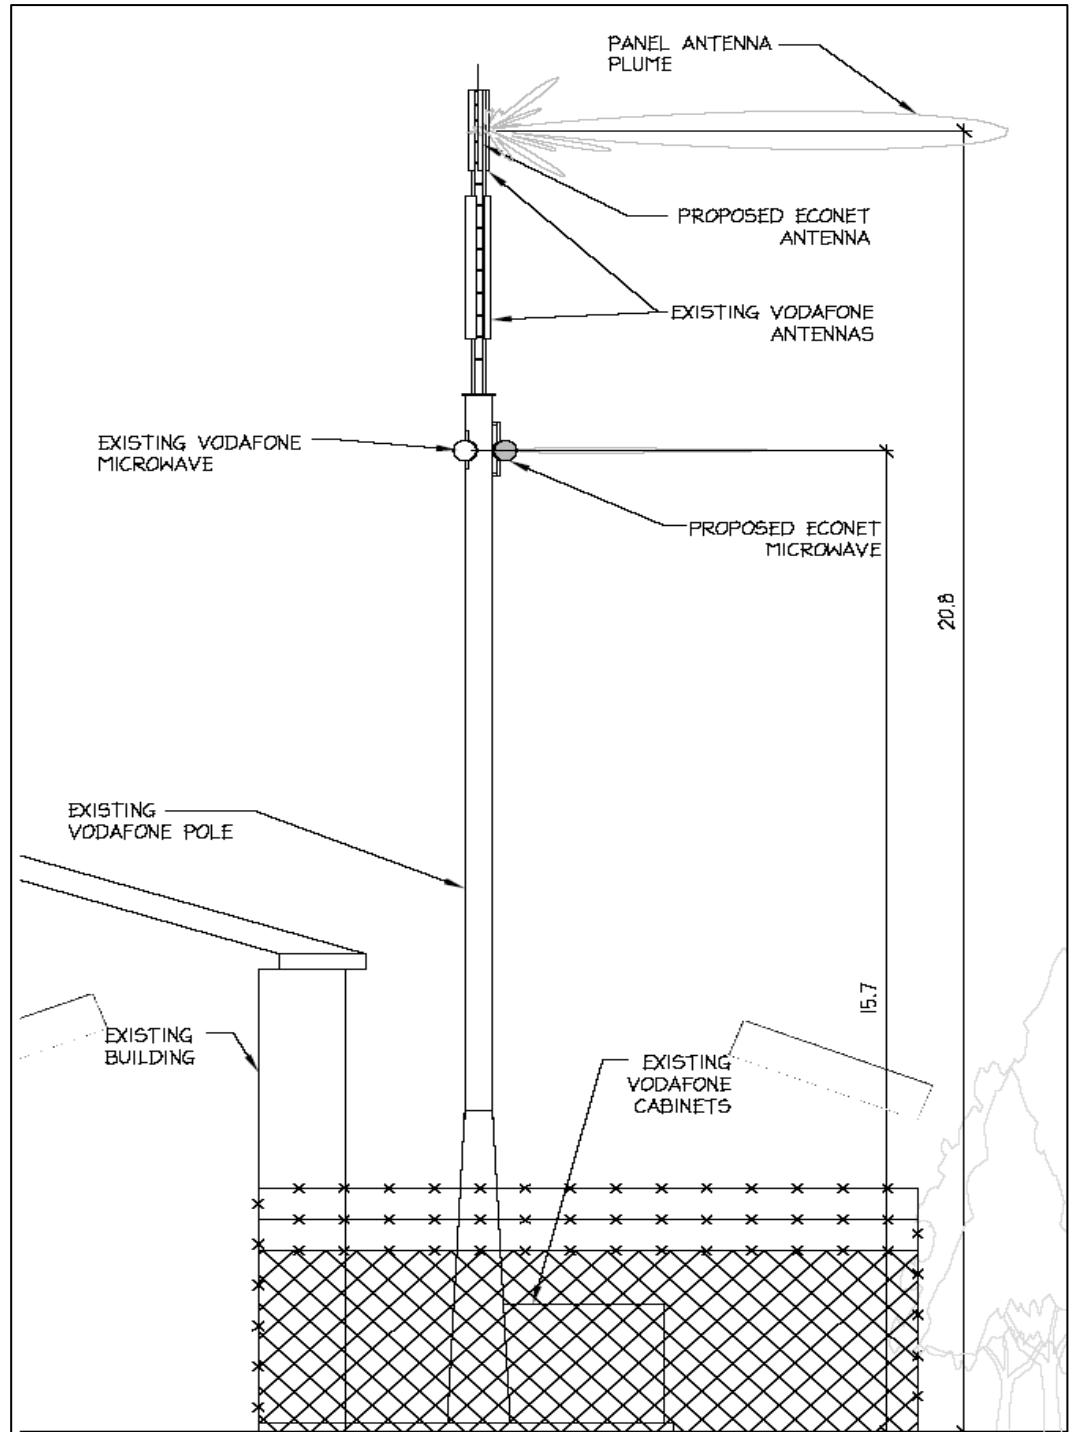 PANEL ANTENNA
PLUME
PROPOSED ECONET
ANTENNA
EXISTING VODAFONE
ANTENNAS
EXISTING VODAFONE
MICROWAVE
PROPOSED ECONET
MICROWAVE
20.8
EXISTING
VODAFONE POLE
15.7
EXISTING
BUILDING
EXISTING
VODAFONE
CABINETS